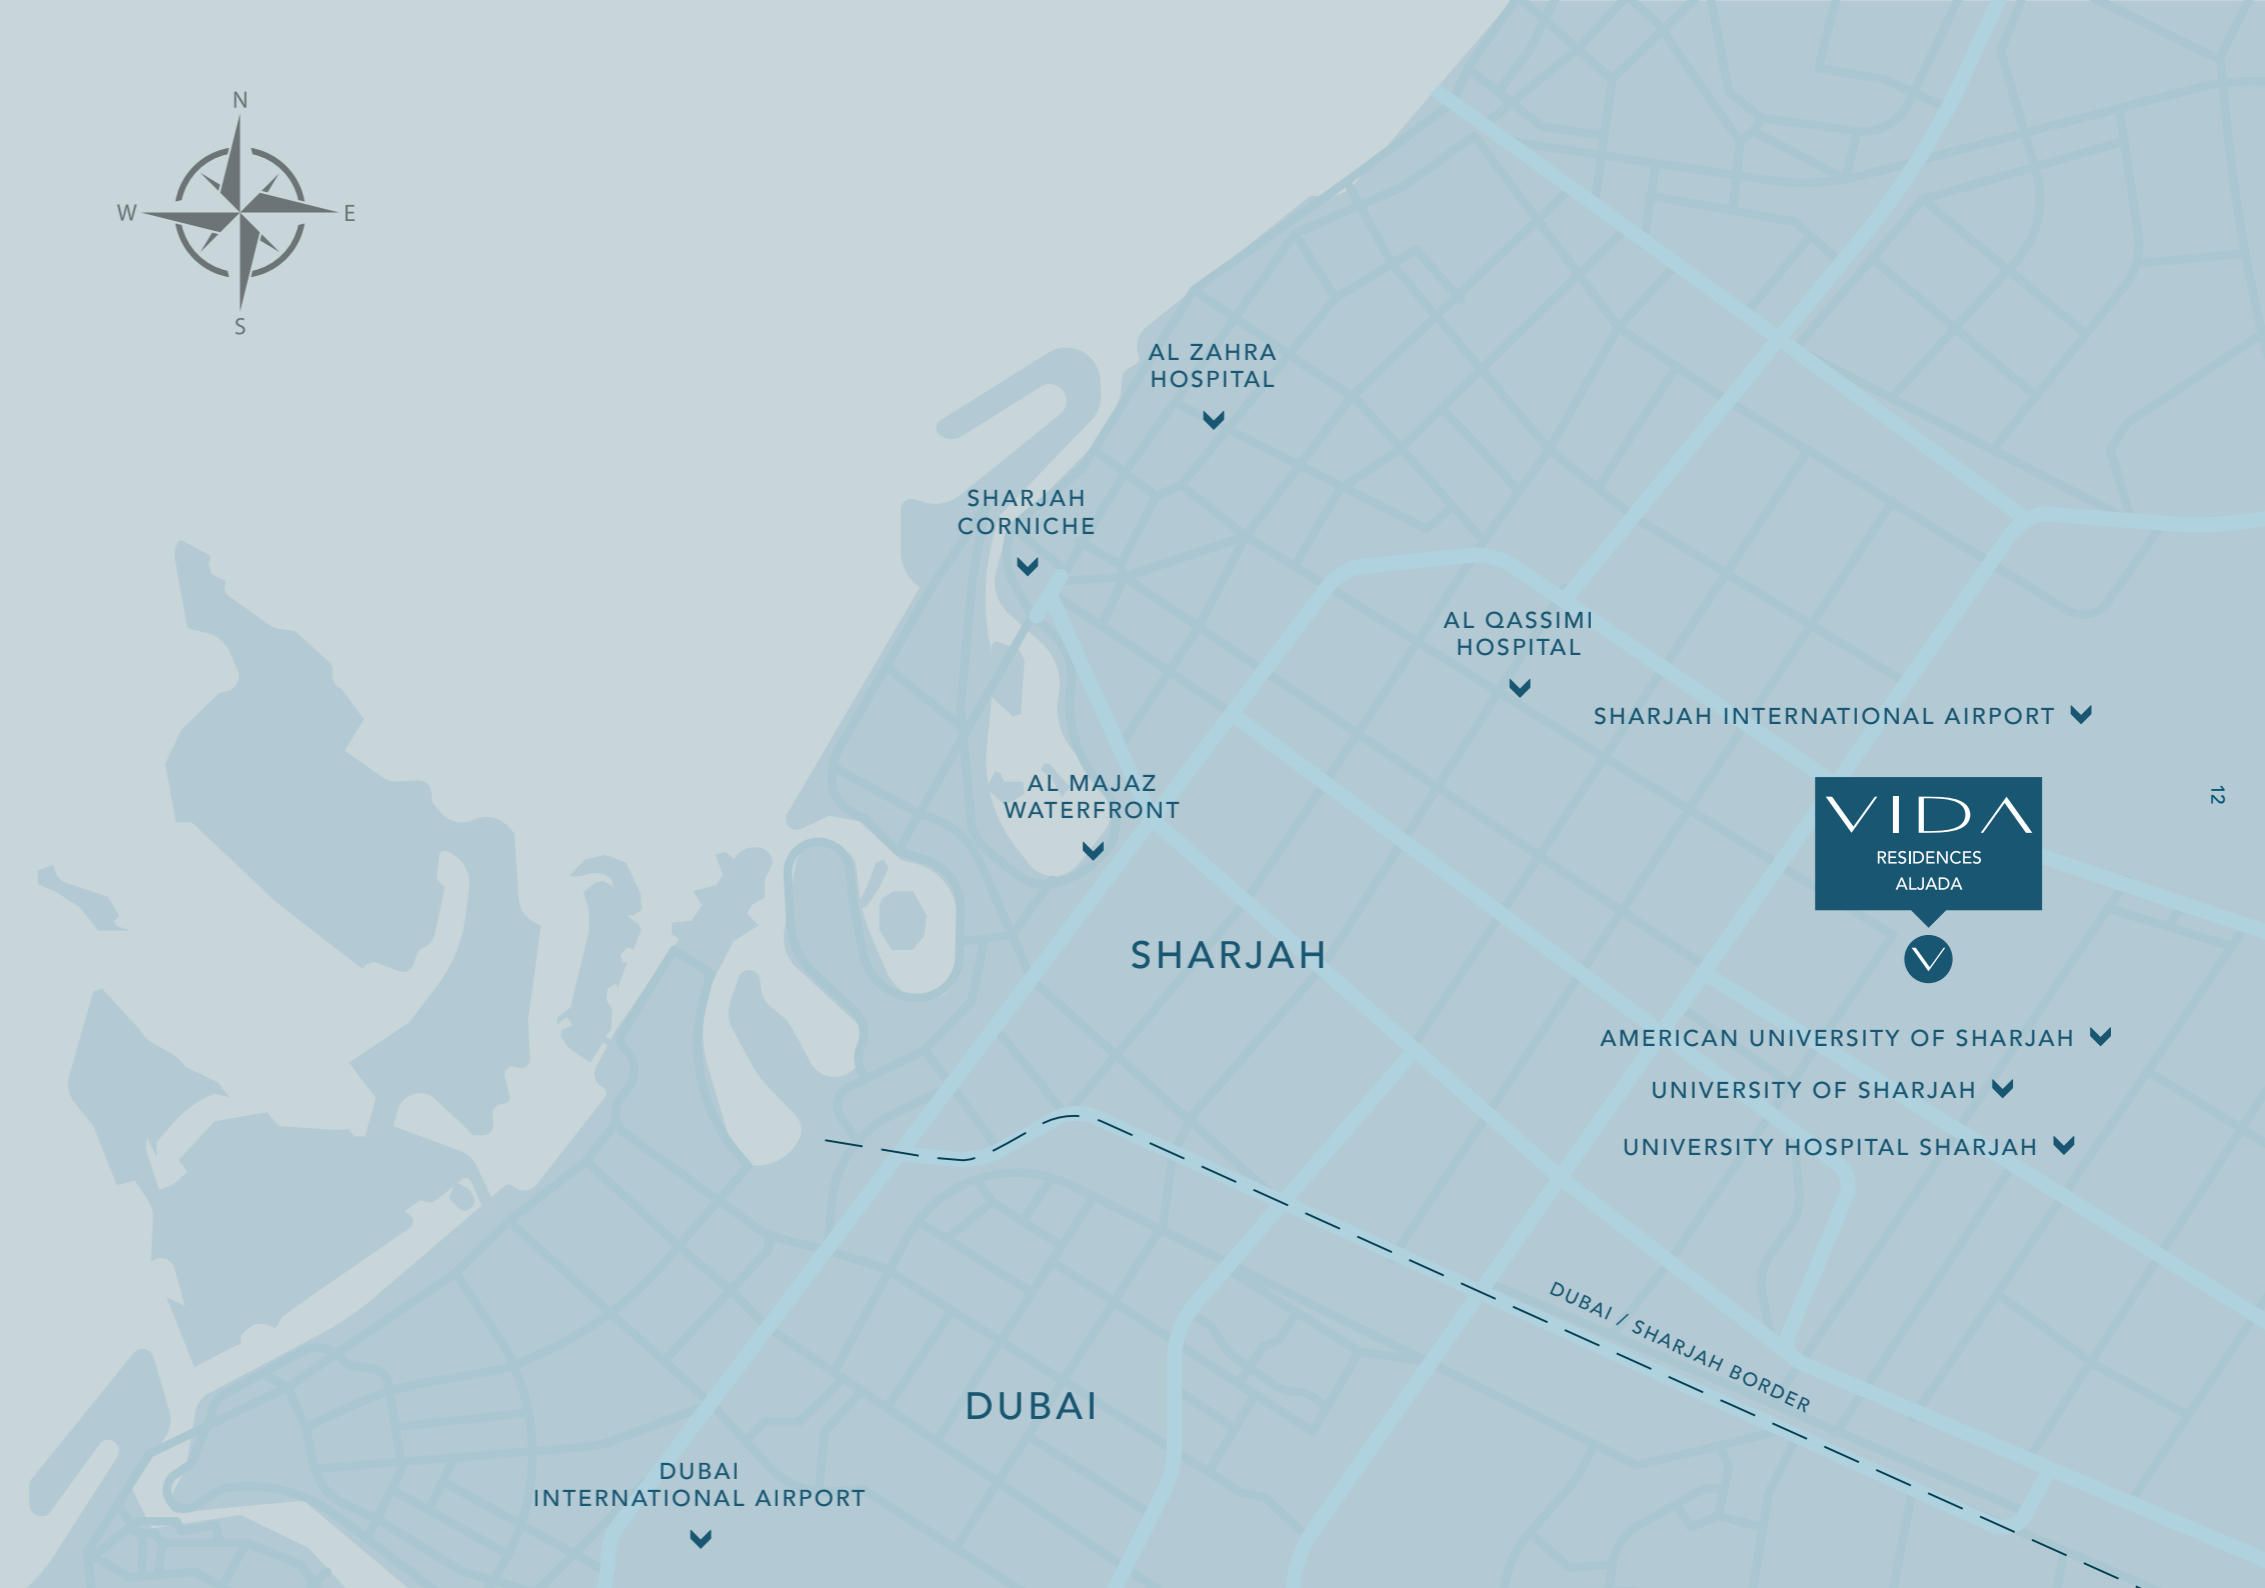 N
W
E
S
AL ZAHRA
HOSPITAL
SHARJAH
CORNICHE
AL QASSIMI
HOSPITAL
SHARJAH INTERNATIONAL AIRPORT
AL MAJAZ
WATERFRONT
12
VIDA
RESIDENCES
ALJADA
V
SHARJAH
AMERICAN UNIVERSITY OF SHARJAH
UNIVERSITY OF SHARJAH
UNIVERSITY HOSPITAL SHARJAH
DUBAI / SHARJAH BORDER
DUBAI
DUBAI
INTERNATIONAL AIRPORT